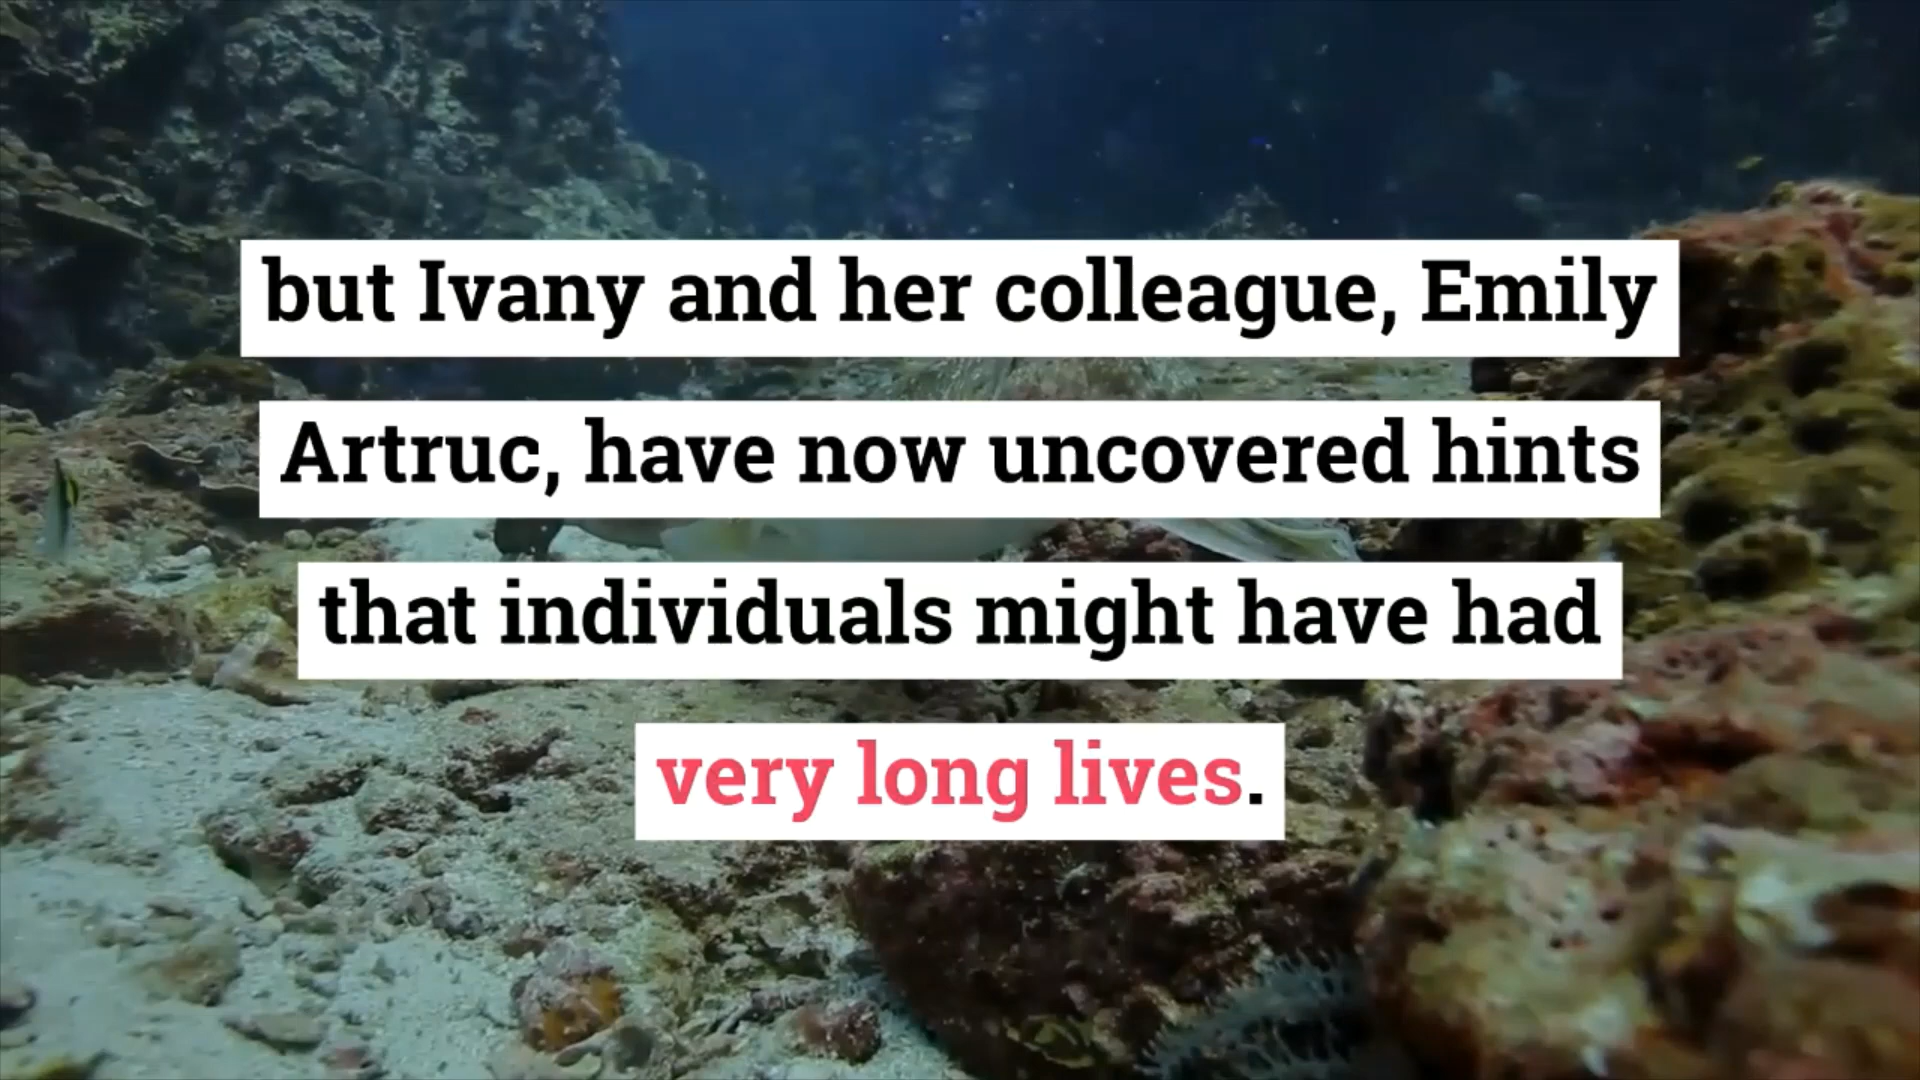 but Ivany and her colleague, Emily
Artruc, have now uncovered hints
that individuals might have had
very long lives.